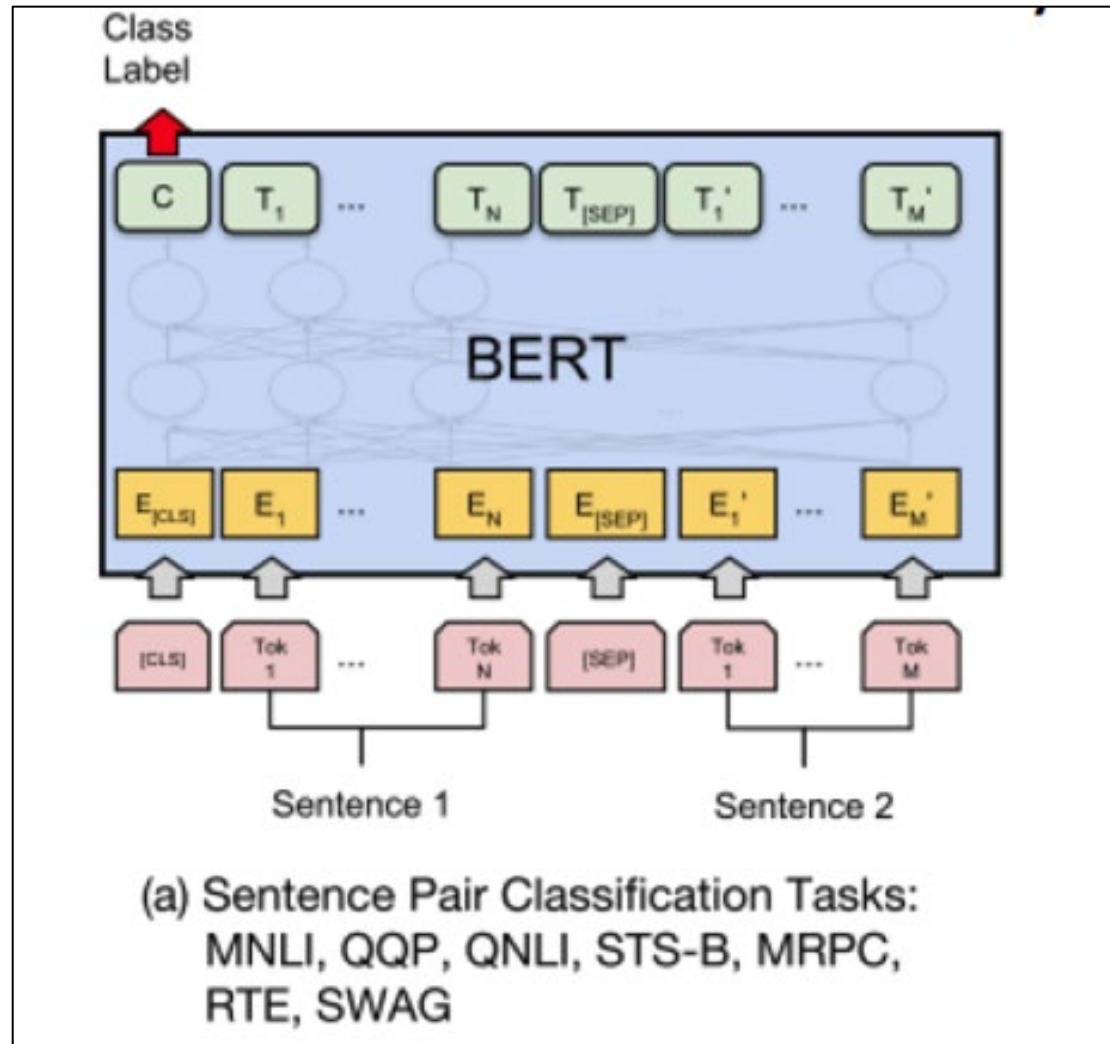 Class
Label
C T1 ... TN T[SEP] T1' ... TM'
BERT
E[CLS] E1 ... EN E[SEP] E1' ... EM'
[CLS] Tok 1 ... Tok N [SEP] Tok 1 ... Tok M
Sentence 1 Sentence 2
(a) Sentence Pair Classification Tasks:
MNLI, QQP, QNLI, STS-B, MRPC,
RTE, SWAG